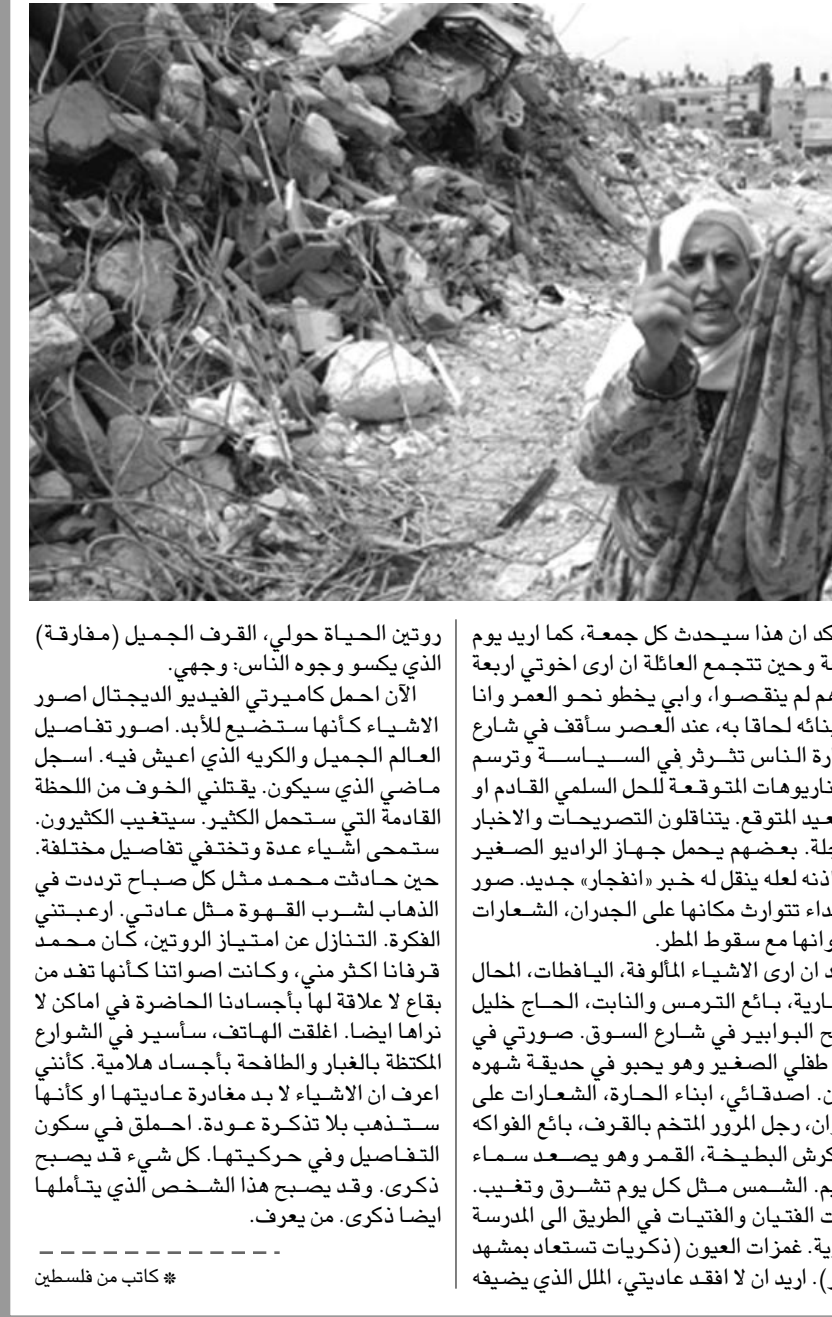 كد ان هذا سيحدث كل جمعة، كما اريد يوم
ة وحين تتجمع العائلة ان ارى اخوتي اربعة
هم لم ينقصوا، وابي يخطو نحو العمر وانا
بنائه لحاقا به، عند العصر سأقف في شارع
ارة الناس تثرثر في السياسة وترسم
ناريوهات المتوقعة للحل السلمي القادم او
عيد المتوقع. يتناقلون التصريحات والاخبار
جلة. بعضهم يحمل جهاز الراديو الصغير
اذنه لعله ينقل له خبر «انفجار» جديد. صور
داء تتوارث مكانها على الجدران، الشعارات
وانها مع سقوط المطر.
د ان ارى الاشياء المألوفة، اليافطات، المحال
ارية، بائع الترمس والنابت، الحاج خليل
ح البوابير في شارع السوق. صورتي في
طفلي الصغير وهو يحبو في حديقة شهره
ن. اصدقائي، ابناء الحارة، الشعارات على
ران، رجل المرور المتخم بالقرف، بائع الفواكه
كرش البطيخة، القمر وهو يصعد سماء
يم. الشمس مثل كل يوم تشرق وتغيب.
ت الفتيان والفتيات في الطريق الى المدرسة
وية. غمزات العيون (ذكريات تستعاد بمشهد
ر). اريد ان لا افقد عاديتي، الملل الذي يضيفه
روتين الحياة حولي، القرف الجميل (مفارقة)
الذي يكسو وجوه الناس: وجهي.
الآن احمل كاميرتي الفيديو الديجتال اصور
الاشياء كأنها ستضيع للأبد. اصور تفاصيل
العالم الجميل والكريه الذي اعيش فيه. اسجل
ماضي الذي سيكون. يقتلني الخوف من اللحظة
القادمة التي ستحمل الكثير. سيتغيب الكثيرون.
ستمحى اشياء عدة وتختفي تفاصيل مختلفة.
حين حادثت محمد مثل كل صباح ترددت في
الذهاب لشرب القهوة مثل عادتي. ارعبتني
الفكرة. التنازل عن امتياز الروتين، كان محمد
قرفانا اكثر مني، وكانت اصواتنا كأنها تفد من
بقاع لا علاقة لها بأجسادنا الحاضرة في اماكن لا
نراها ايضا. اغلقت الهاتف، سأسير في الشوارع
المكتظة بالغبار والطافحة بأجساد هلامية. كأنني
اعرف ان الاشياء لا بد مغادرة عاديتها او كأنها
ستذهب بلا تذكرة عودة. احملق في سكون
التفاصيل وفي حركيتها. كل شيء قد يصبح
ذكرى. وقد يصبح هذا الشخص الذي يتأملها
ايضا ذكرى. من يعرف.
* كاتب من فلسطين